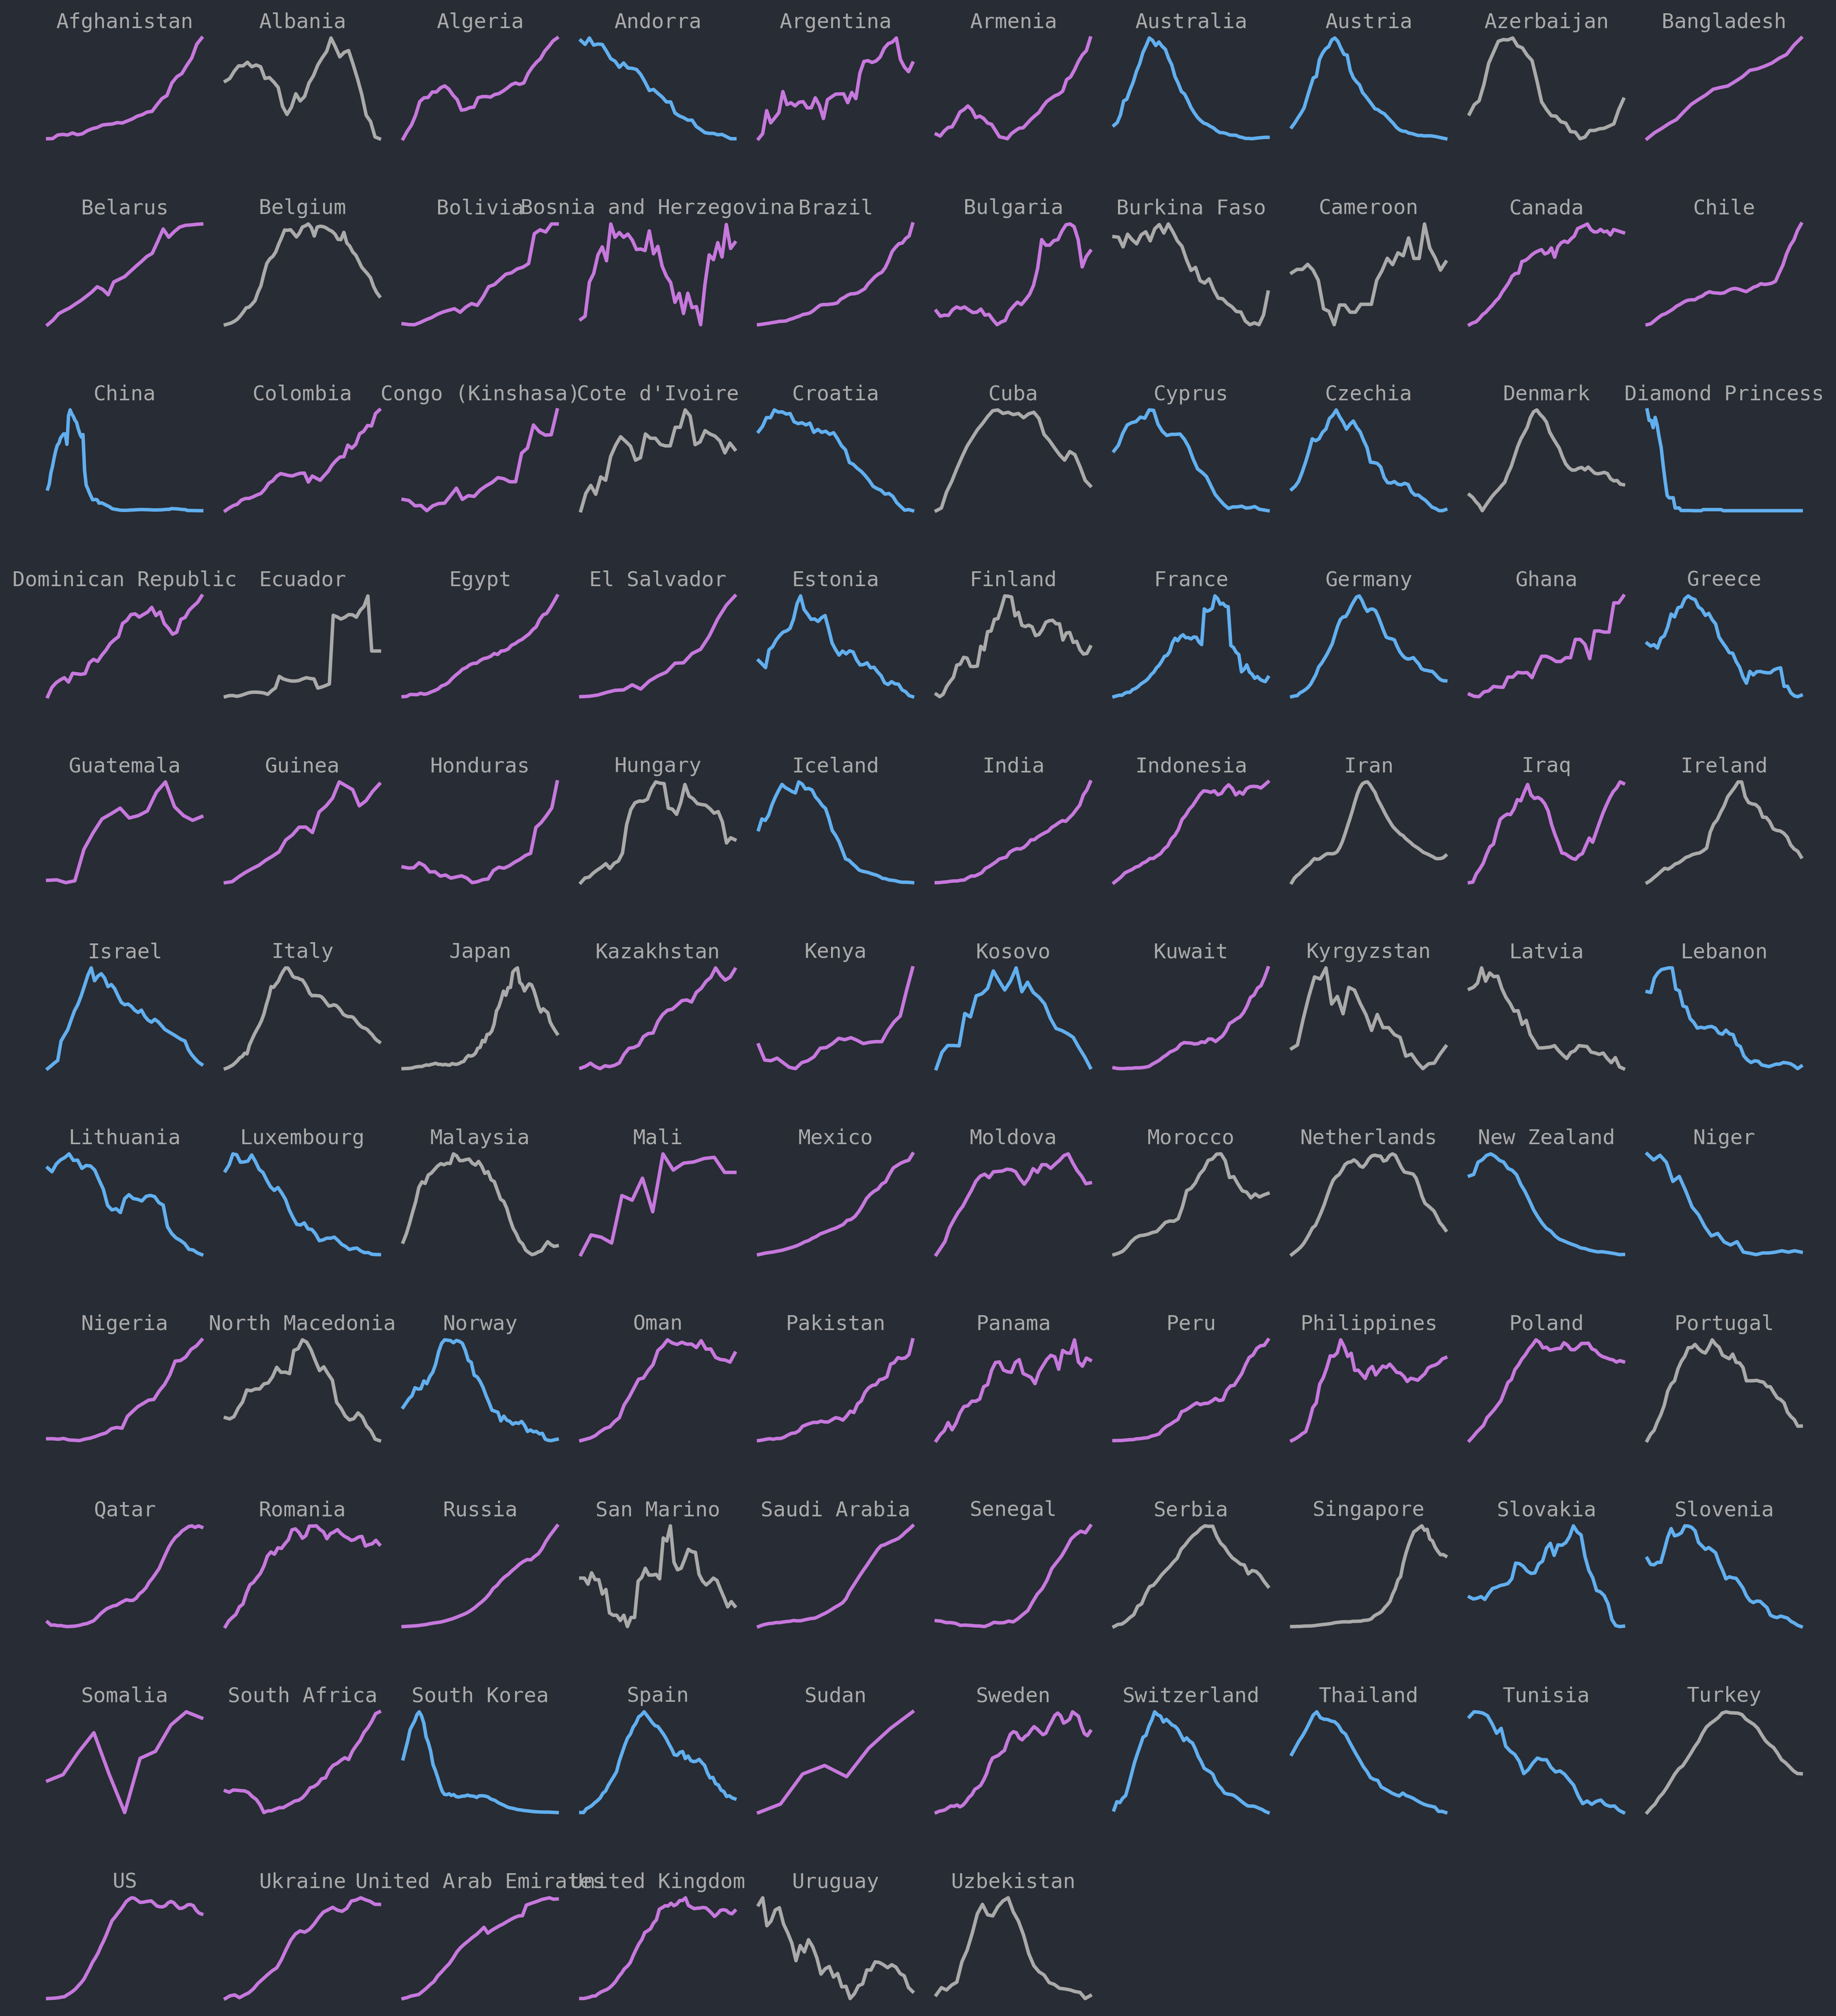 Afghanistan Albania Algeria Andorra Argentina Armenia Australia Austria Azerbaijan Bangladesh
Belarus Belgium Bolivia Bosnia and Herzegovina Brazil Bulgaria Burkina Faso Cameroon Canada Chile
China Colombia Congo (Kinshasa) Cote d'Ivoire Croatia Cuba Cyprus Czechia Denmark Diamond Princess
Dominican Republic Ecuador Egypt El Salvador Estonia Finland France Germany Ghana Greece
Guatemala Guinea Honduras Hungary Iceland India Indonesia Iran Iraq Ireland
Israel Italy Japan Kazakhstan Kenya Kosovo Kuwait Kyrgyzstan Latvia Lebanon
Lithuania Luxembourg Malaysia Mali Mexico Moldova Morocco Netherlands New Zealand Niger
Nigeria North Macedonia Norway Oman Pakistan Panama Peru Philippines Poland Portugal
Qatar Romania Russia San Marino Saudi Arabia Senegal Serbia Singapore Slovakia Slovenia
Somalia South Africa South Korea Spain Sudan Sweden Switzerland Thailand Tunisia Turkey
US Ukraine United Arab Emirates United Kingdom Uruguay Uzbekistan